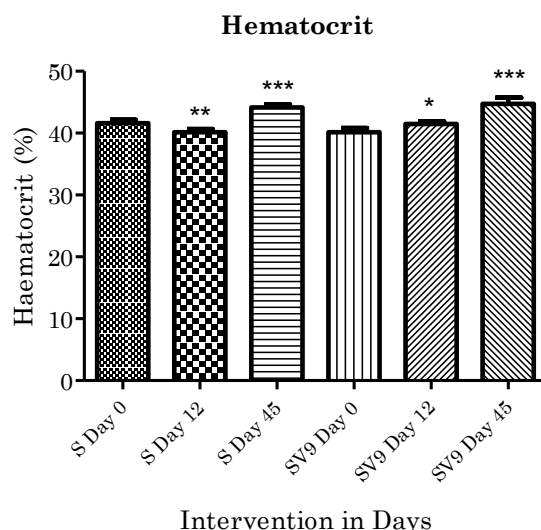 Hematocrit
Haematocrit (%)
50
40
30
20
10
0
** *** * ***
S Day 0
S Day 12
S Day 45
SV9 Day 0
SV9 Day 12
SV9 Day 45
Intervention in Days